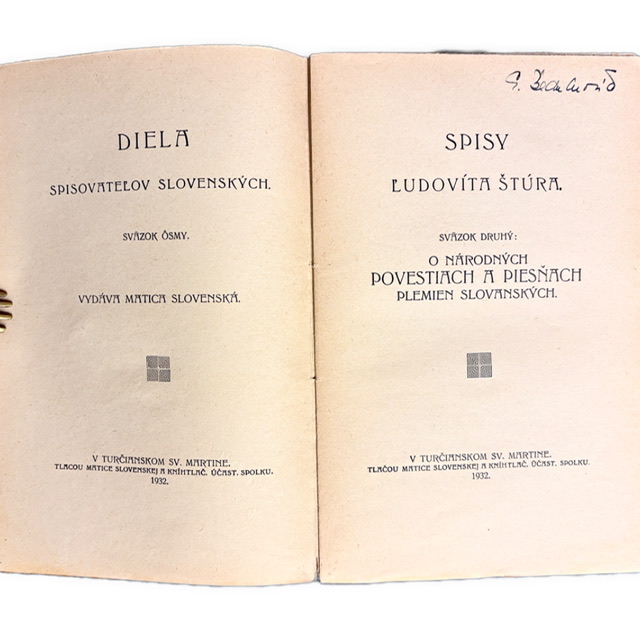 DIELA
SPISOVATEĽOV SLOVENSKÝCH.
SVÄZOK ÔSMY.
VYDÁVA MATICA SLOVENSKÁ.
V TURČIANSKOM SV. MARTINE.
TLAČOU MATICE SLOVENSKEJ A KNÍHTLAČ. ÚČAST. SPOLKU.
1932.
SPISY
ĽUDOVÍTA ŠTÚRA.
SVÄZOK DRUHÝ:
O NÁRODNÝCH
POVESTIACH A PIESŇACH
PLEMIEN SLOVANSKÝCH.
V TURČIANSKOM SV. MARTINE.
TLAČOU MATICE SLOVENSKEJ A KNÍHTLAČ. ÚČAST. SPOLKU.
1932.